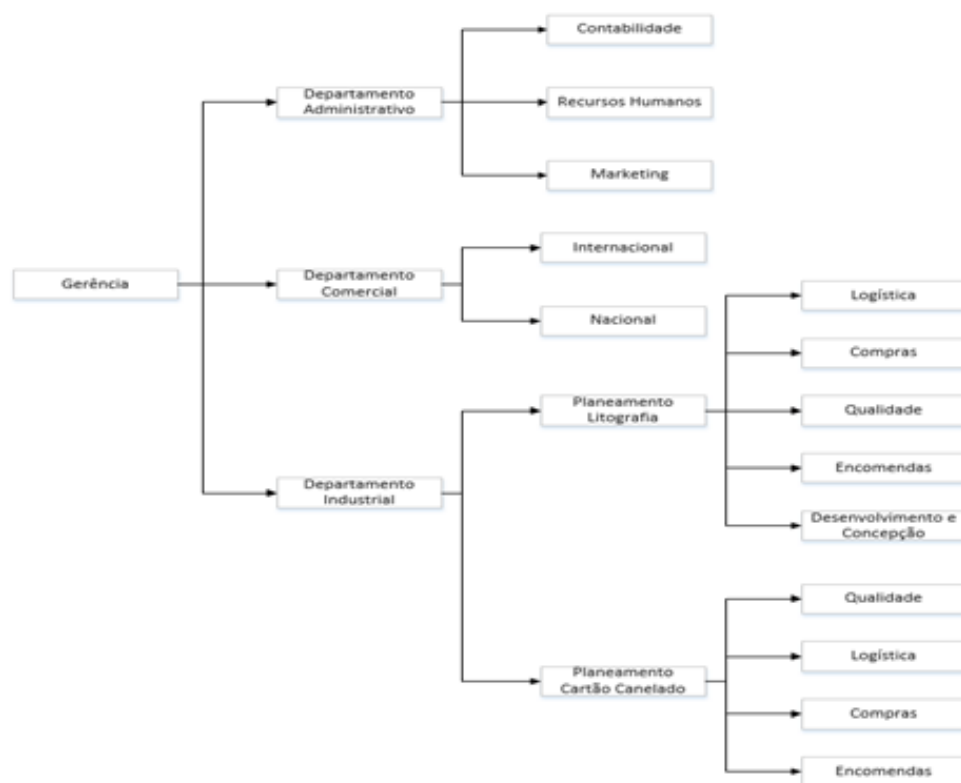 Gerência
Departamento
Administrativo
Contabilidade
Recursos Humanos
Marketing
Departamento
Comercial
Internacional
Nacional
Departamento
Industrial
Planeamento
Litografia
Logística
Compras
Qualidade
Encomendas
Desenvolvimento e
Concepção
Planeamento
Cartão Canelado
Qualidade
Logística
Compras
Encomendas